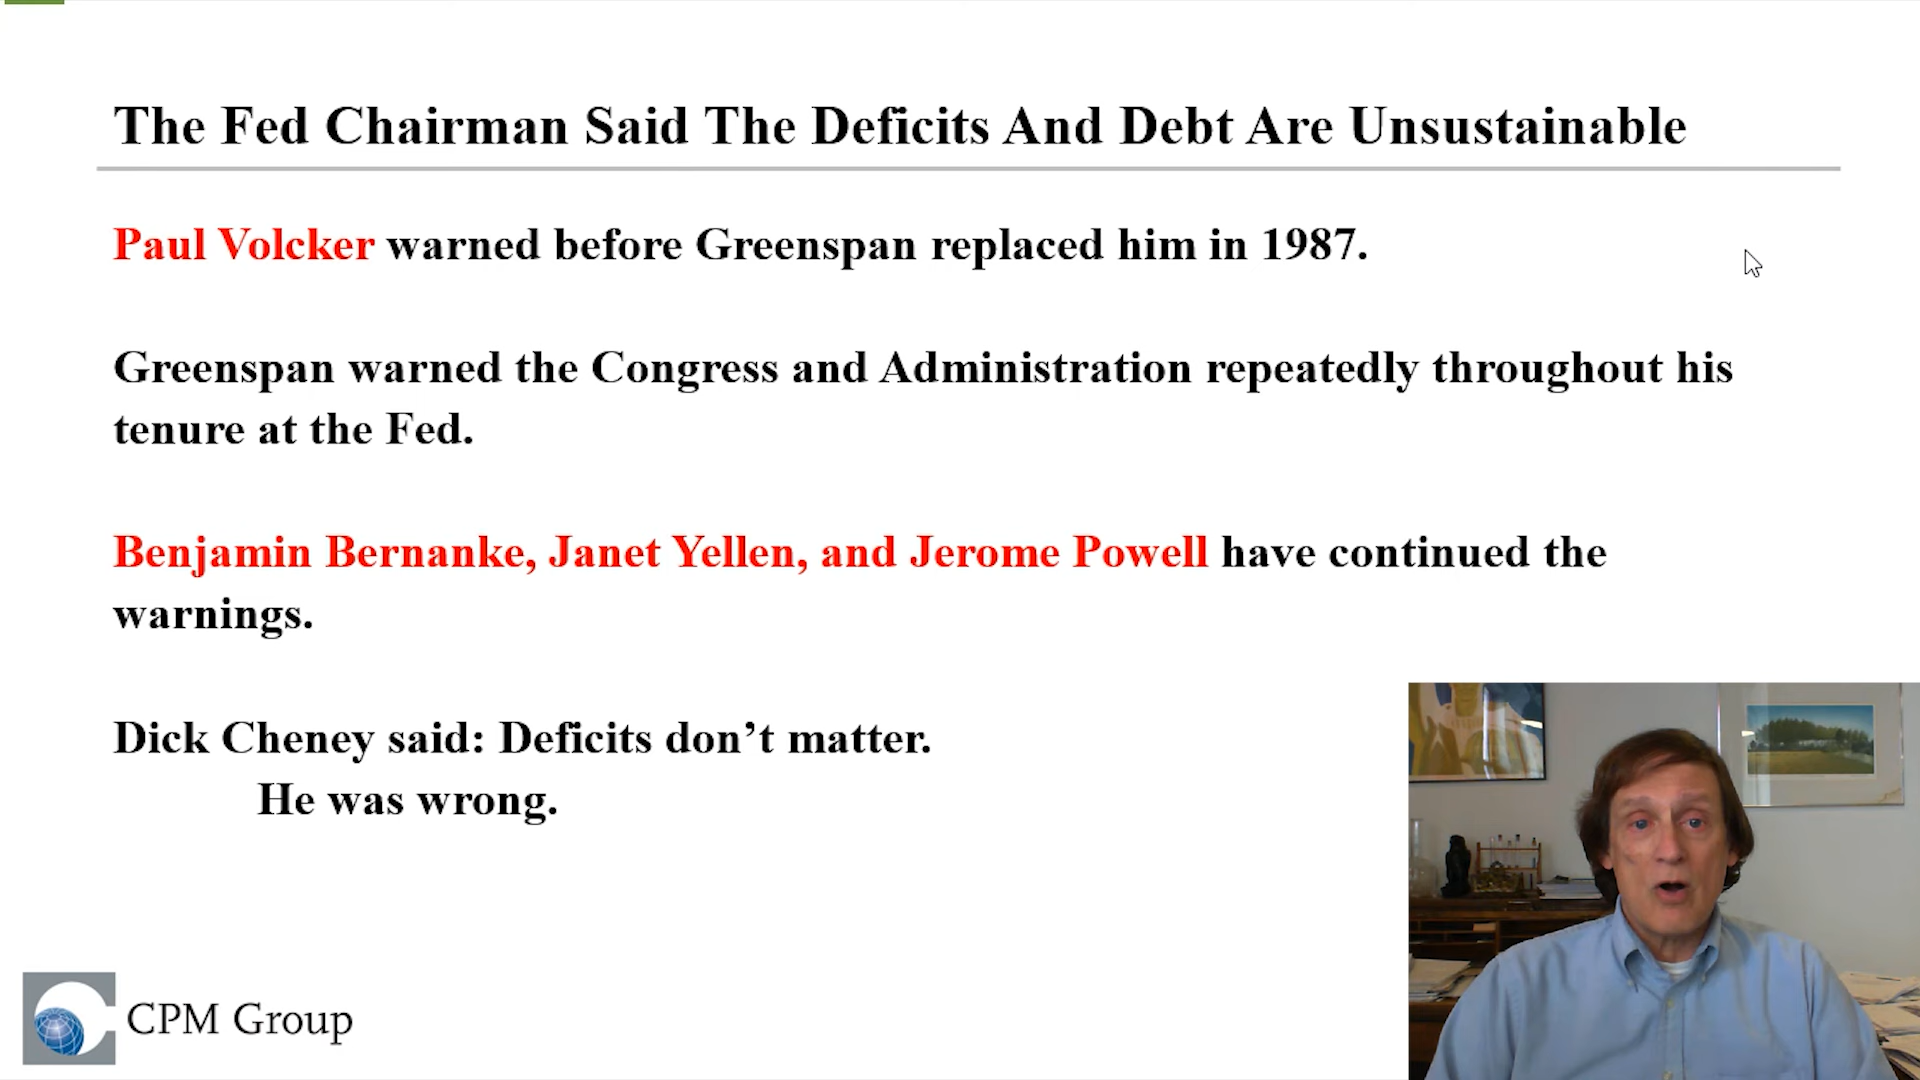 The Fed Chairman Said The Deficits And Debt Are Unsustainable
Paul Volcker warned before Greenspan replaced him in 1987.
Greenspan warned the Congress and Administration repeatedly throughout his
tenure at the Fed.
Benjamin Bernanke, Janet Yellen, and Jerome Powell have continued the
warnings.
Dick Cheney said: Deficits don’t matter.
He was wrong.
CPM Group